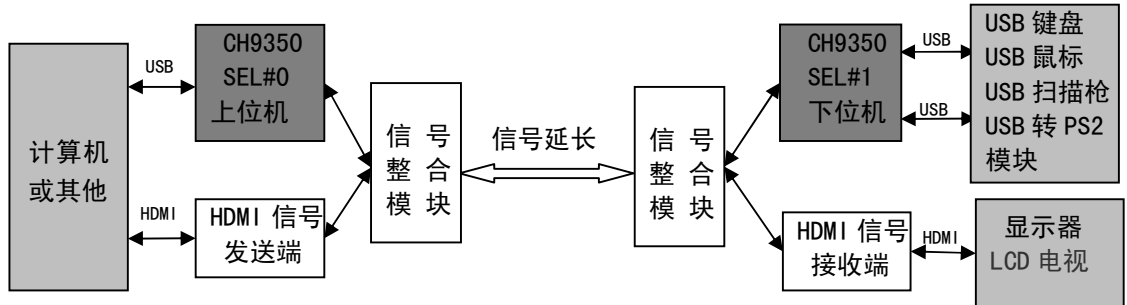 计算机
或其他
USB
HDMI
CH9350
SEL#0
上位机
HDMI 信号
发送端
信 号
整 合
模 块
信号延长
信 号
整 合
模 块
CH9350
SEL#1
下位机
HDMI 信号
接收端
USB
USB
HDMI
USB 键盘
USB 鼠标
USB 扫描枪
USB 转 PS2
模块
显示器
LCD 电视